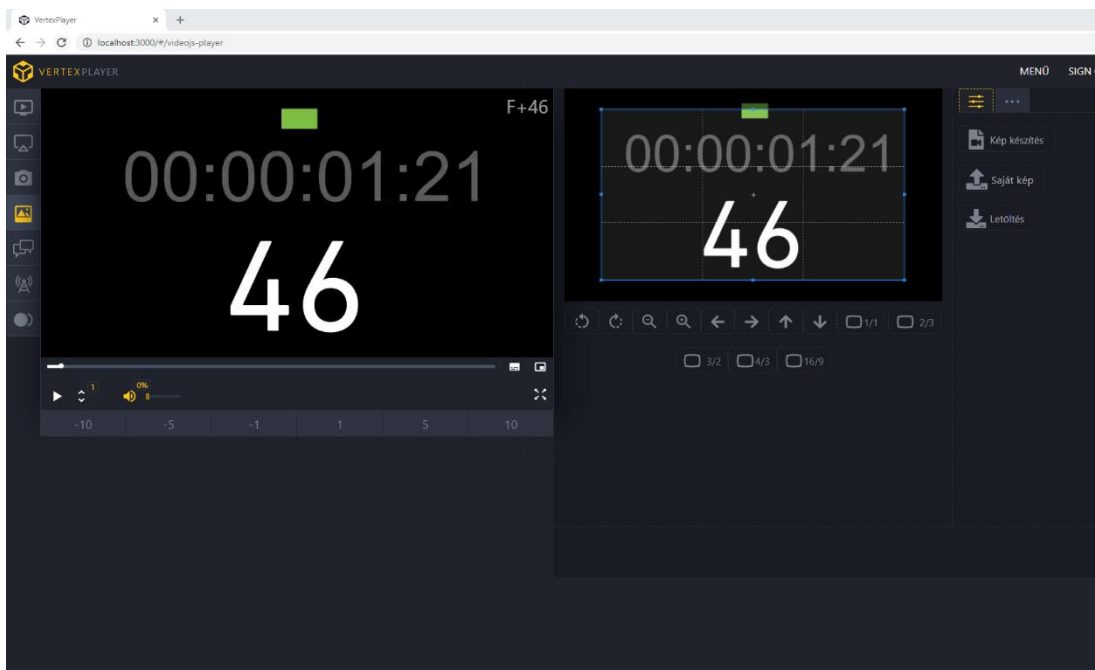 VertexPlayer
localhost:3000/#/videojs-player
VERTEXPLAYER
MENÜ SIGN
F+46
00:00:01:21
46
00:00:01:21
46
Kép készítés
Saját kép
Letöltés
1/1 2/3
3/2 4/3 16/9
1 0%
-10 -5 -1 1 5 10